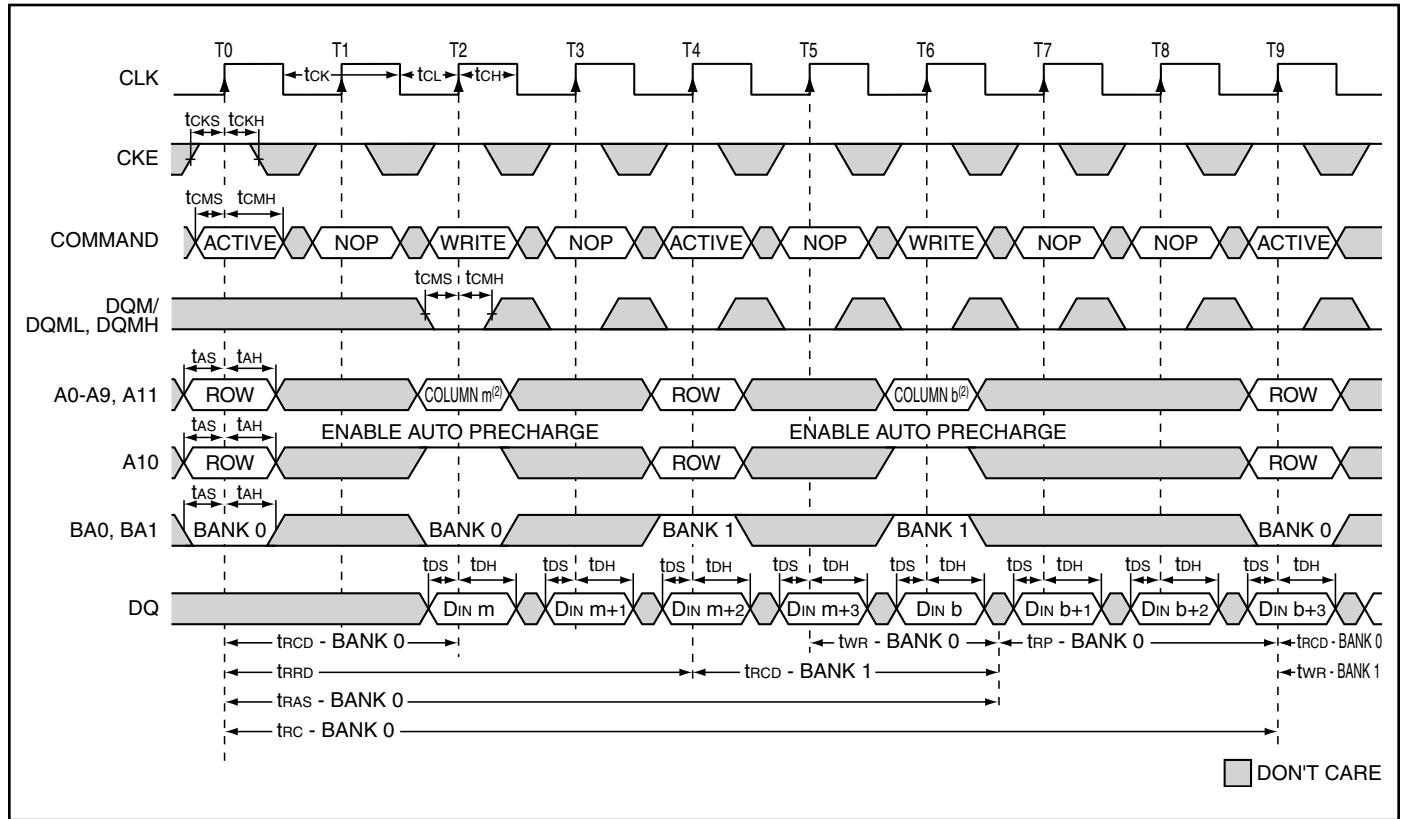 T0 T1 T2 T3 T4 T5 T6 T7 T8 T9
CLK tCK tCL tCH
tCKS tCKH
CKE
tCMS tCMH
COMMAND ACTIVE NOP WRITE NOP ACTIVE NOP WRITE NOP NOP ACTIVE
tCMS tCMH
DQM/
DQML, DQMH
tAS tAH
A0-A9, A11 ROW COLUMN m(2) ROW COLUMN b(2) ROW
tAS tAH ENABLE AUTO PRECHARGE ENABLE AUTO PRECHARGE
A10 ROW ROW ROW
tAS tAH
BA0, BA1 BANK 0 BANK 0 BANK 1 BANK 1 BANK 0
tDS tDH tDS tDH tDS tDH tDS tDH tDS tDH tDS tDH tDS tDH tDS tDH
DQ DIN m DIN m+1 DIN m+2 DIN m+3 DIN b DIN b+1 DIN b+2 DIN b+3
tRCD - BANK 0 tWR - BANK 0 tRP - BANK 0 tRCD - BANK 0
tRRD tRCD - BANK 1 tWR - BANK 1
tRAS - BANK 0
tRC - BANK 0
DON'T CARE